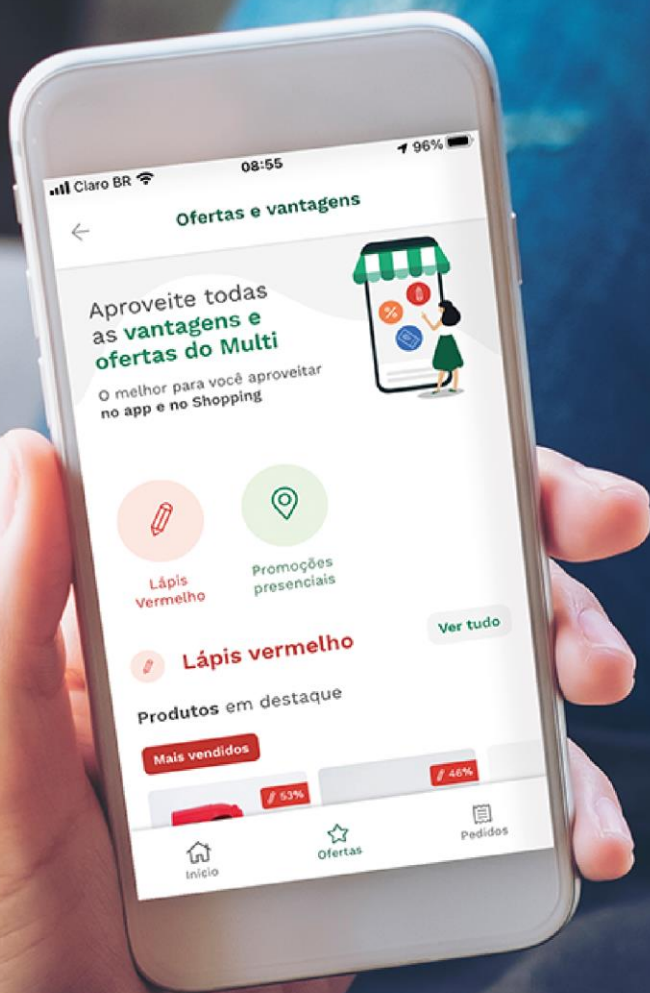 Claro BR
08:55
96%
Ofertas e vantagens
Aproveite todas
as vantagens e
ofertas do Multi
O melhor para você aproveitar
no app e no Shopping
%
Lápis
Vermelho
Promoções
presenciais
Lápis vermelho
Ver tudo
Produtos em destaque
Mais vendidos
53%
46%
Início
Ofertas
Pedidos